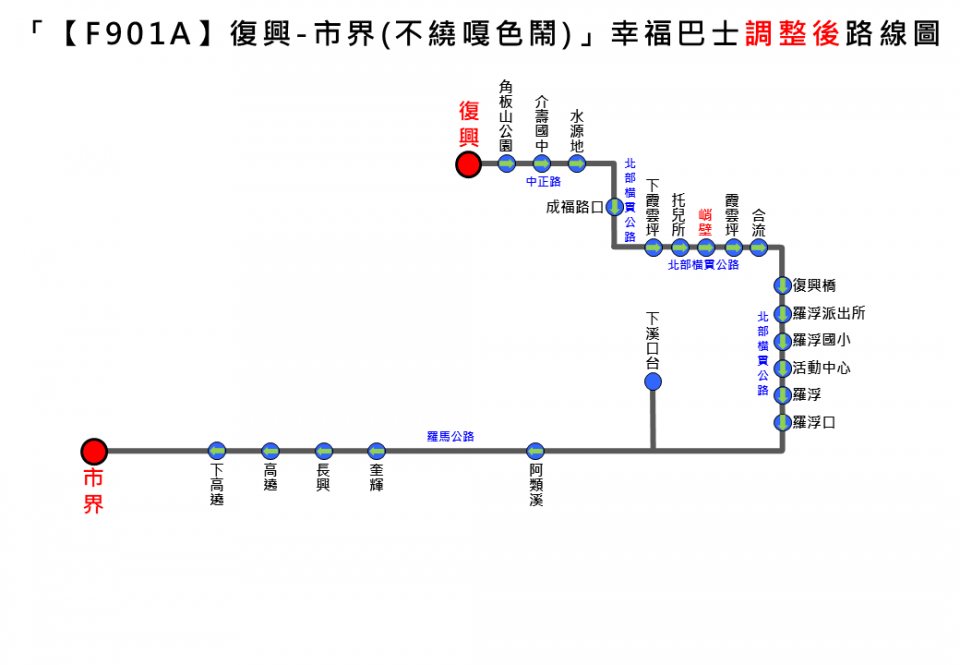 「【F901A】復興-市界(不繞嘎色鬧)」幸福巴士調整後路線圖
復興
角板山公園
介壽國中
水源地
中正路
成福路口
北部橫貫公路
下霞雲坪
托兒所
峭壁
霞雲坪
合流
北部橫貫公路
復興橋
羅浮派出所
羅浮國小
活動中心
羅浮
羅浮口
北部橫貫公路
下溪口台
羅馬公路
阿類溪
奎輝
長興
高遶
下高遶
市界